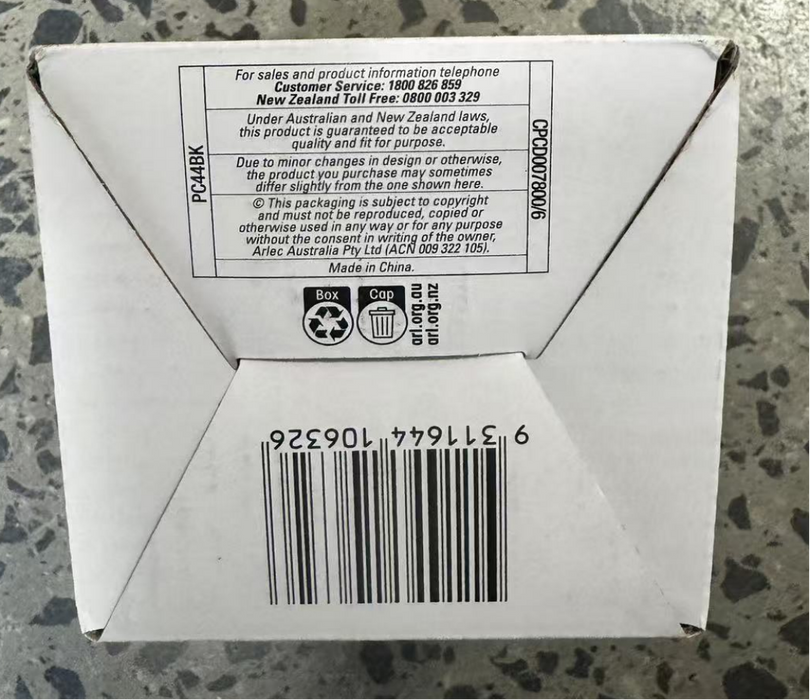 For sales and product information telephone
Customer Service: 1800 826 859
New Zealand Toll Free: 0800 003 329
Under Australian and New Zealand laws,
this product is guaranteed to be acceptable
quality and fit for purpose.
Due to minor changes in design or otherwise,
the product you purchase may sometimes
differ slightly from the one shown here.
© This packaging is subject to copyright
and must not be reproduced, copied or
otherwise used in any way or for any purpose
without the consent in writing of the owner,
Arlec Australia Pty Ltd (ACN 009 322 105).
Made in China.
PC44BK
CPCD007800/6
Box
Cap
arl.org.au
arl.org.nz
9 311644 106326